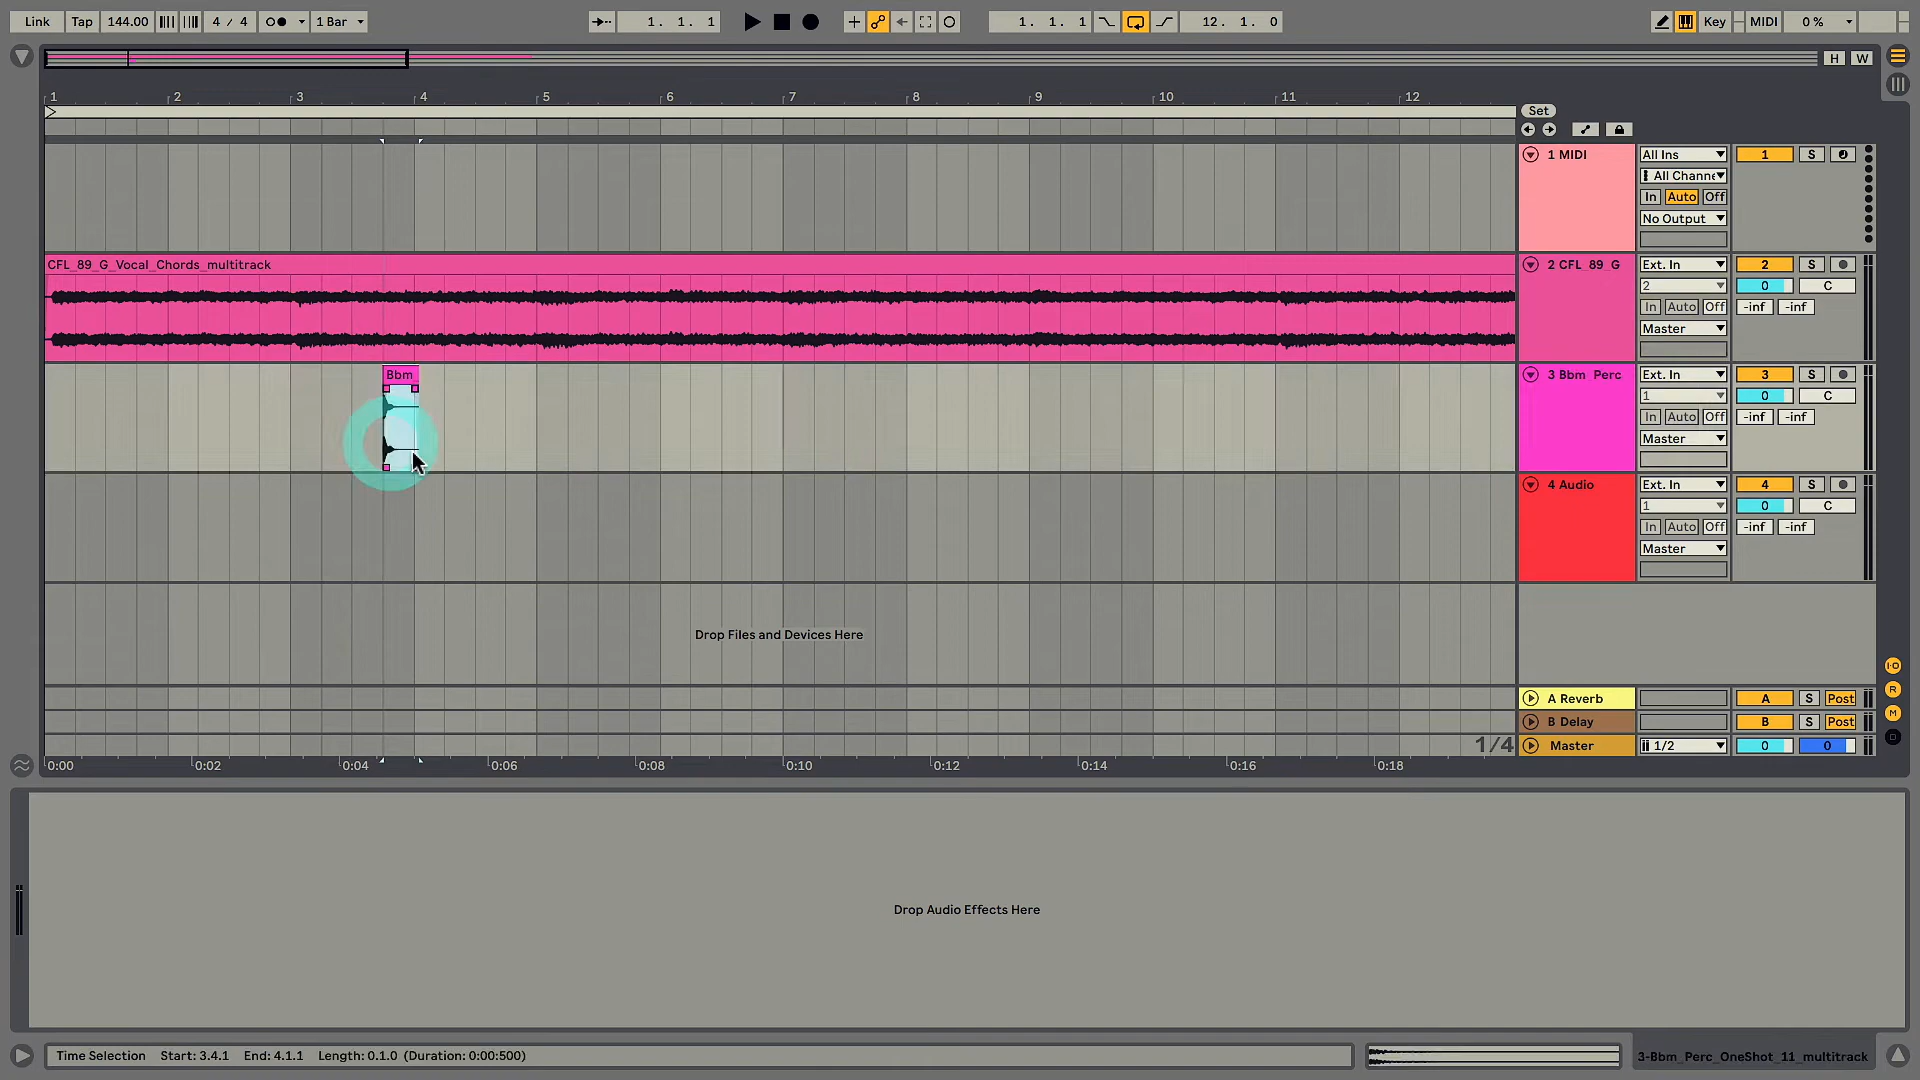 Link Tap 144.00 4 / 4 1 Bar 1. 1. 1 1. 1. 1 12. 1. 0 Key MIDI 0 %
H W
1 2 3 4 5 6 7 8 9 10 11 12
Set
1 MIDI All Ins 1 S
All Channe
In Auto Off
No Output
CFL_89_G_Vocal_Chords_multitrack 2 CFL_89_G Ext. In 2 S
2 0 C
In Auto Off -inf -inf
Master
Bbm 3 Bbm_Perc Ext. In 3 S
1 0 C
In Auto Off -inf -inf
Master
4 Audio Ext. In 4 S
1 0 C
In Auto Off -inf -inf
Master
Drop Files and Devices Here
I·O
A Reverb A S Post
R
B Delay B S Post
M
1/4 Master 1/2 0 0
D
0:00 0:02 0:04 0:06 0:08 0:10 0:12 0:14 0:16 0:18
Drop Audio Effects Here
Time Selection Start: 3.4.1 End: 4.1.1 Length: 0.1.0 (Duration: 0:00:500) 3-Bbm_Perc_OneShot_11_multitrack